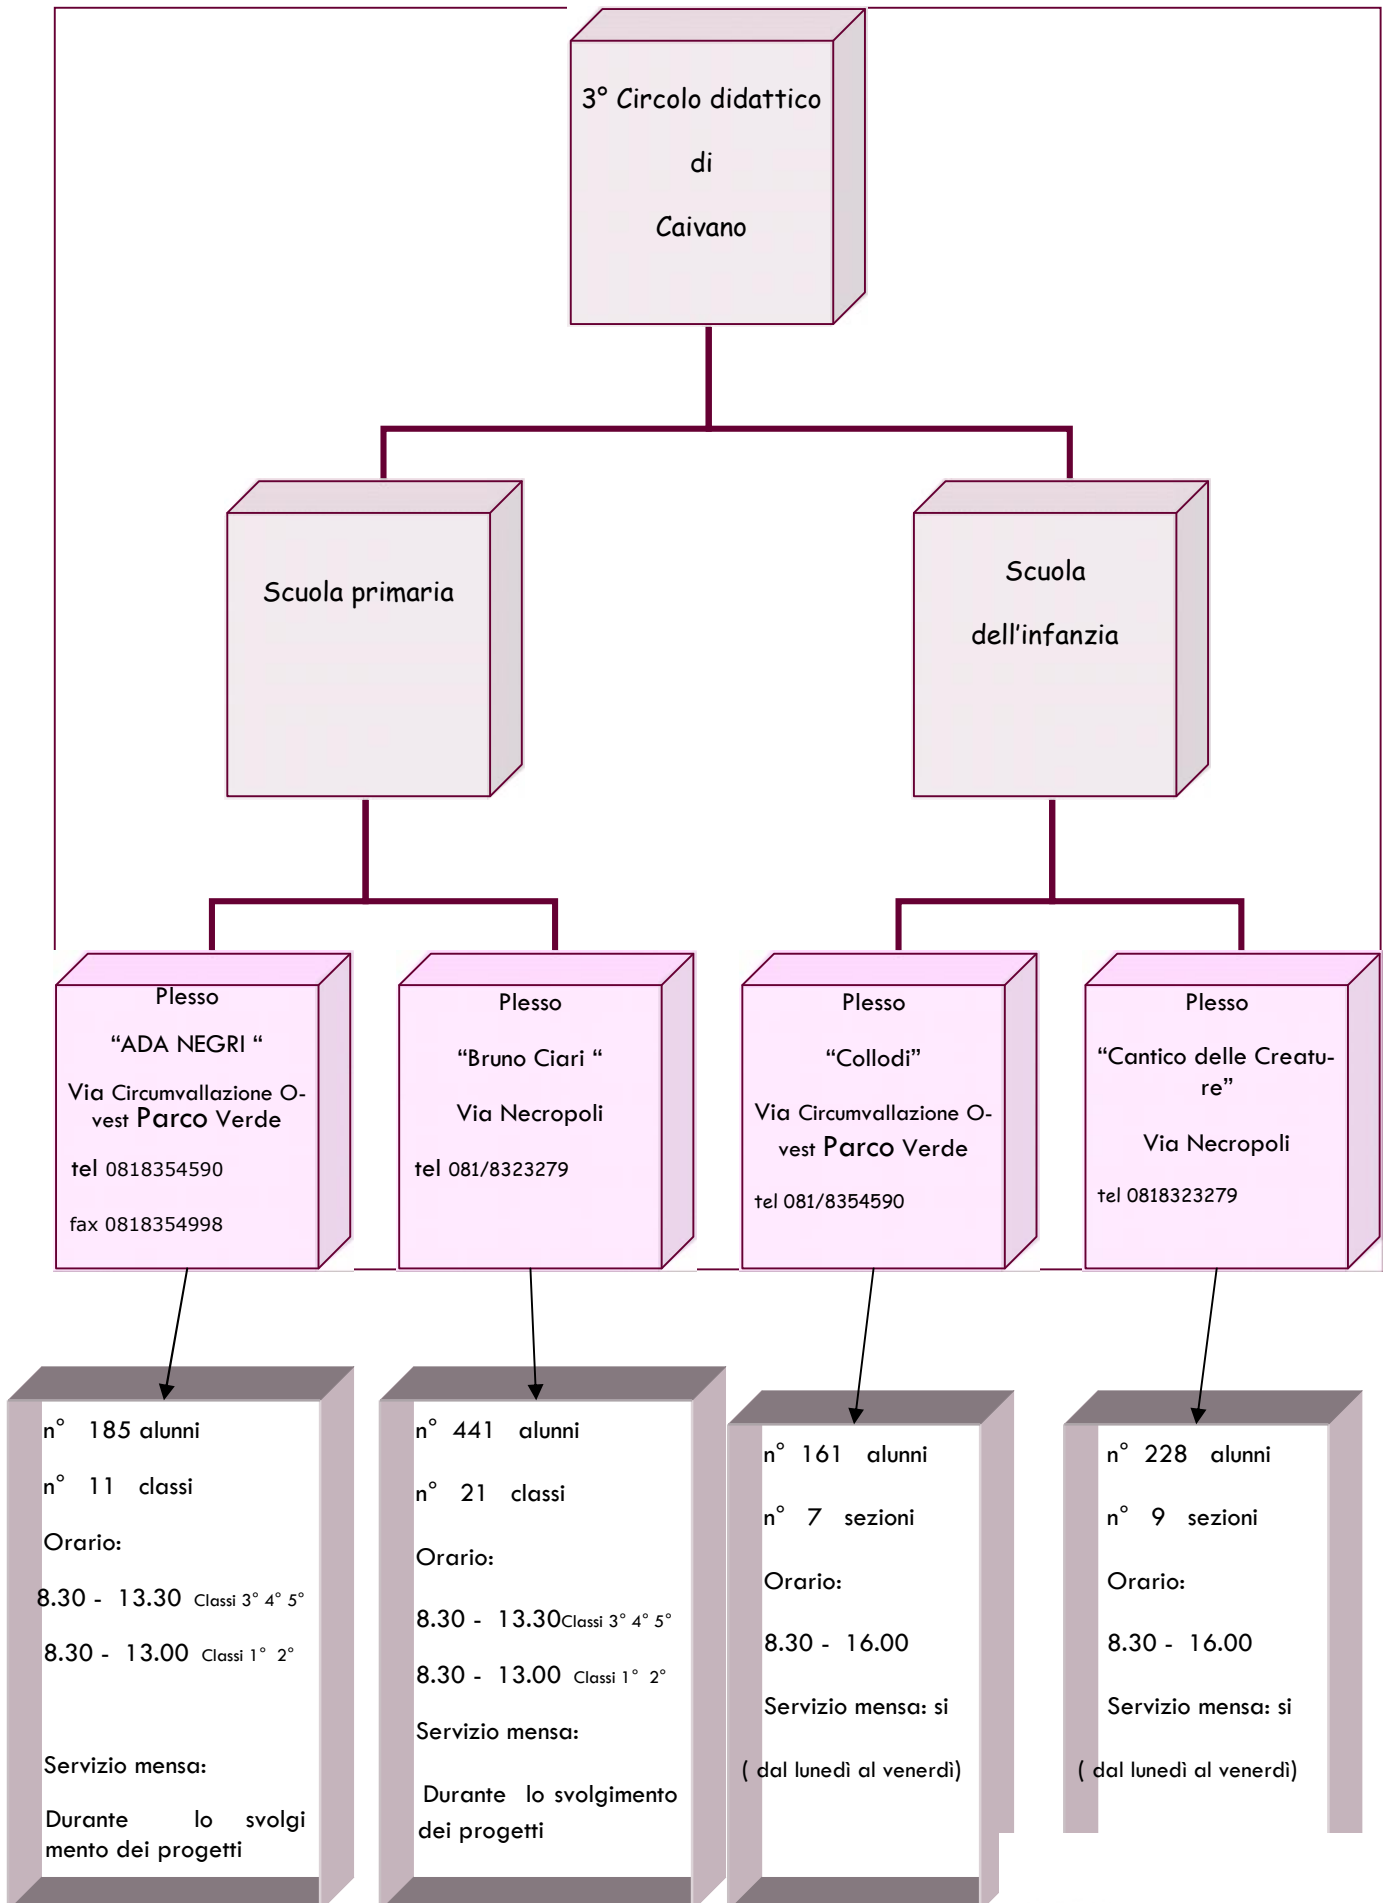 3° Circolo didattico
di
Caivano
Scuola primaria
Scuola
dell'infanzia
Plesso
“ADA NEGRI “
Via Circumvallazione O-
vest Parco Verde
tel 0818354590
fax 0818354998
Plesso
“Bruno Ciari “
Via Necropoli
tel 081/8323279
Plesso
“Collodi”
Via Circumvallazione O-
vest Parco Verde
tel 081/8354590
Plesso
“Cantico delle Creatu-
re”
Via Necropoli
tel 0818323279
n° 185 alunni
n° 11 classi
Orario:
8.30 - 13.30 Classi 3° 4° 5°
8.30 - 13.00 Classi 1° 2°
Servizio mensa:
Durante lo svolgi
mento dei progetti
n° 441 alunni
n° 21 classi
Orario:
8.30 - 13.30Classi 3° 4° 5°
8.30 - 13.00 Classi 1° 2°
Servizio mensa:
Durante lo svolgimento
dei progetti
n° 161 alunni
n° 7 sezioni
Orario:
8.30 - 16.00
Servizio mensa: si
( dal lunedì al venerdì)
n° 228 alunni
n° 9 sezioni
Orario:
8.30 - 16.00
Servizio mensa: si
( dal lunedì al venerdì)